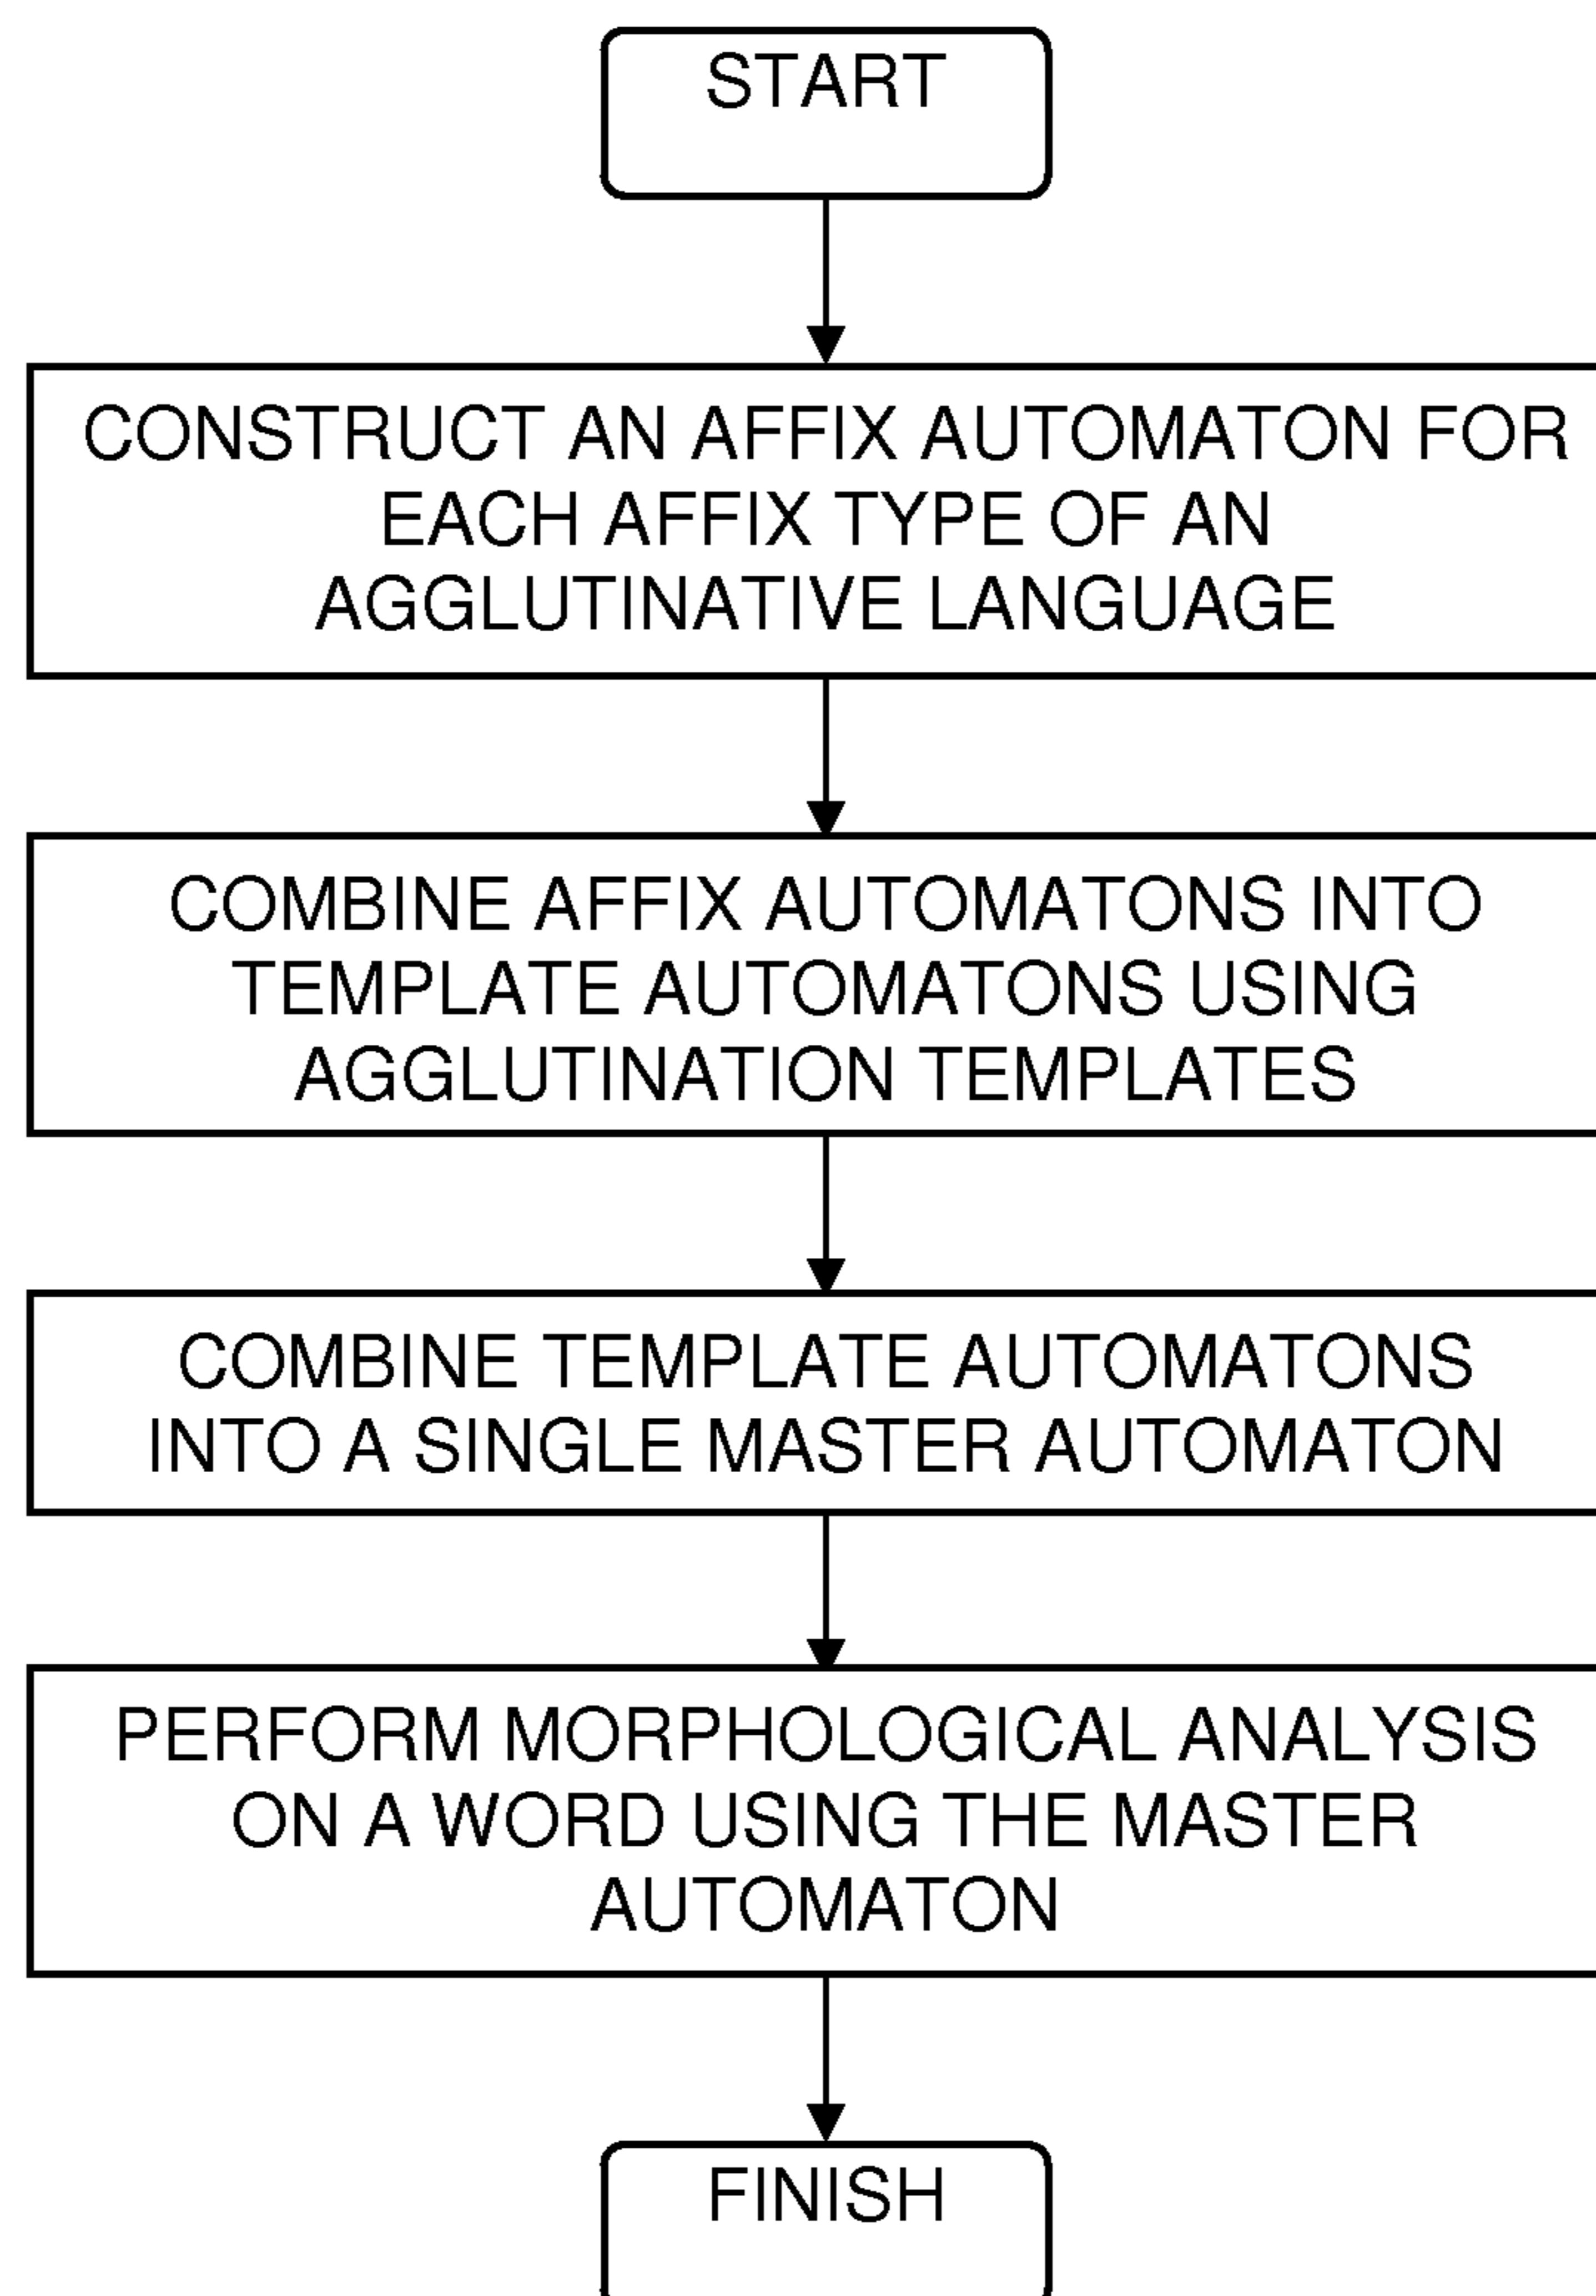 START
CONSTRUCT AN AFFIX AUTOMATON FOR
EACH AFFIX TYPE OF AN
AGGLUTINATIVE LANGUAGE
COMBINE AFFIX AUTOMATONS INTO
TEMPLATE AUTOMATONS USING
AGGLUTINATION TEMPLATES
COMBINE TEMPLATE AUTOMATONS
INTO A SINGLE MASTER AUTOMATON
PERFORM MORPHOLOGICAL ANALYSIS
ON A WORD USING THE MASTER
AUTOMATON
FINISH